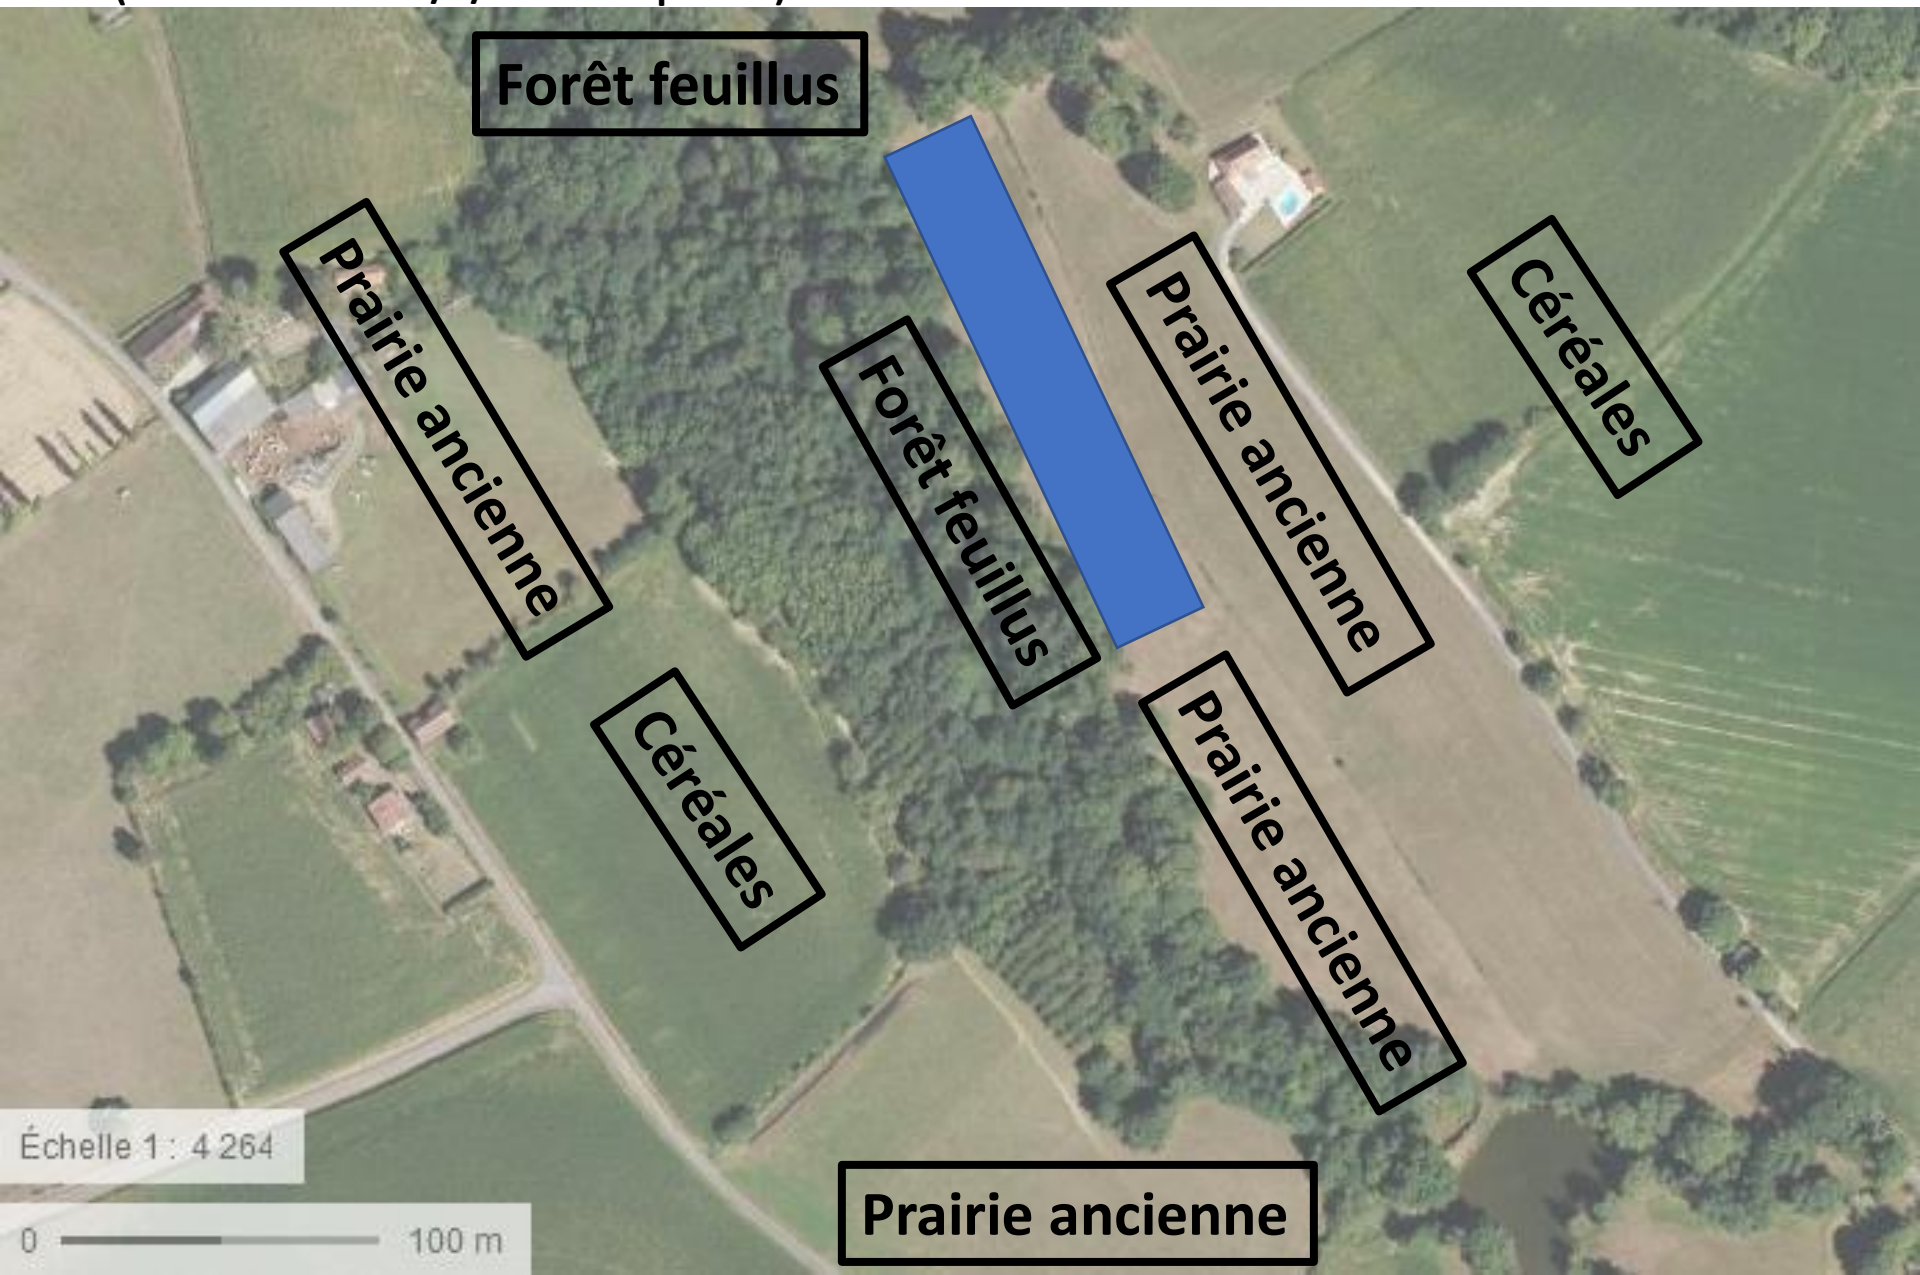 Forêt feuillus
Prairie ancienne
Prairie ancienne
Céréales
Forêt feuillus
Prairie ancienne
Céréales
Prairie ancienne
Échelle 1 : 4 264
0 100 m